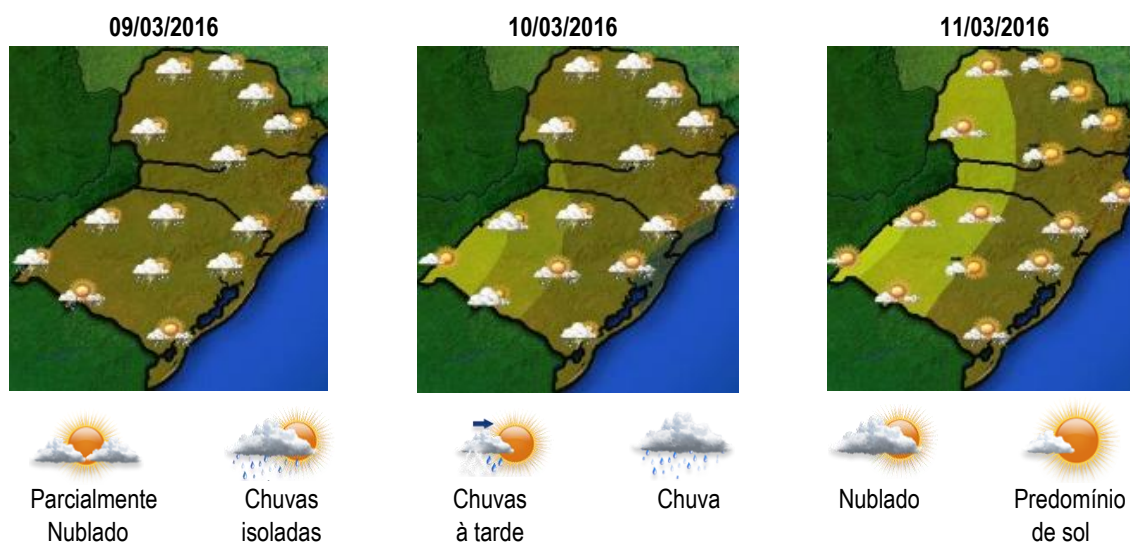 09/03/2016
10/03/2016
11/03/2016
Parcialmente
Nublado
Chuvas
isoladas
Chuvas
à tarde
Chuva
Nublado
Predomínio
de sol